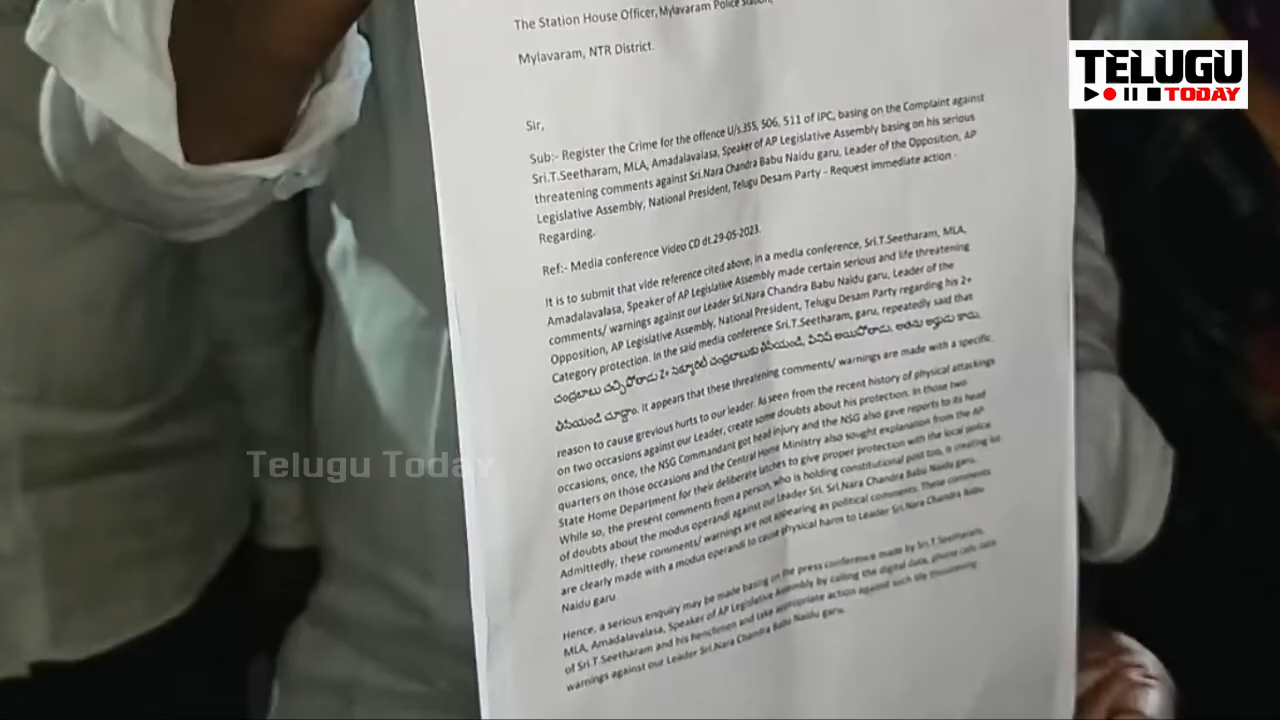 The Station House Officer, Mylavaram Police Station,
Mylavaram, NTR District.
TELUGU
TODAY
Sir,
Sub:- Register the Crime for the offence U/s.355, 506, 511 of IPC, basing on the Complaint against
Sri.T.Seetharam, MLA, Amadalavalasa, Speaker of AP Legislative Assembly basing on his serious
threatening comments against Sri.Nara Chandra Babu Naidu garu, Leader of the Opposition, AP
Legislative Assembly, National President, Telugu Desam Party – Request immediate action -
Regarding.
Ref:- Media conference Video CD dt.29-05-2023.
It is to submit that vide reference cited above, in a media conference, Sri.T.Seetharam, MLA,
Amadalavalasa, Speaker of AP Legislative Assembly made certain serious and life threatening
comments/ warnings against our Leader Sri.Nara Chandra Babu Naidu garu, Leader of the
Opposition, AP Legislative Assembly, National President, Telugu Desam Party regarding his 2+
Category protection. In the said media conference Sri.T.Seetharam, garu, repeatedly said that
చంద్రబాబు చచ్చిపోతాడు 2+ సెక్యూరిటీ చంద్రబాబుకు తీసేయండి, ఫినిష్ అయిపోతాడు,
తీసేయండి చూద్దాం. It appears that these threatening comments/ warnings are made with a specific
reason to cause grevious hurts to our leader. As seen from the recent history of physical attackings
on two occasions against our Leader, create some doubts about his protection. In those two
occasions, once, the NSG Commandant got head injury and the NSG also gave reports to its head
quarters on those occasions and the Central Home Ministry also sought explanation from the AP
State Home Department for their deliberate latches to give proper protection with the local police.
While so, the present comments from a person, who is holding constitutional post too, is creating lot
of doubts about the modus operandi against our Leader Sri. Sri.Nara Chandra Babu Naidu garu.
Admittedly, these comments/ warnings are not appearing as political comments. These comments
are clearly made with a modus operandi to cause physical harm to Leader Sri.Nara Chandra Babu
Naidu garu.
Hence, a serious enquiry may be made basing on the press conference made by Sri.T.Seetharam,
MLA, Amadalavalasa, Speaker of AP Legislative Assembly by calling the digital data, phone calls data
of Sri.T.Seetharam and his henchmen and take appropriate action against such life threatening
warnings against our Leader Sri.Nara Chandra Babu Naidu garu.
Telugu Today